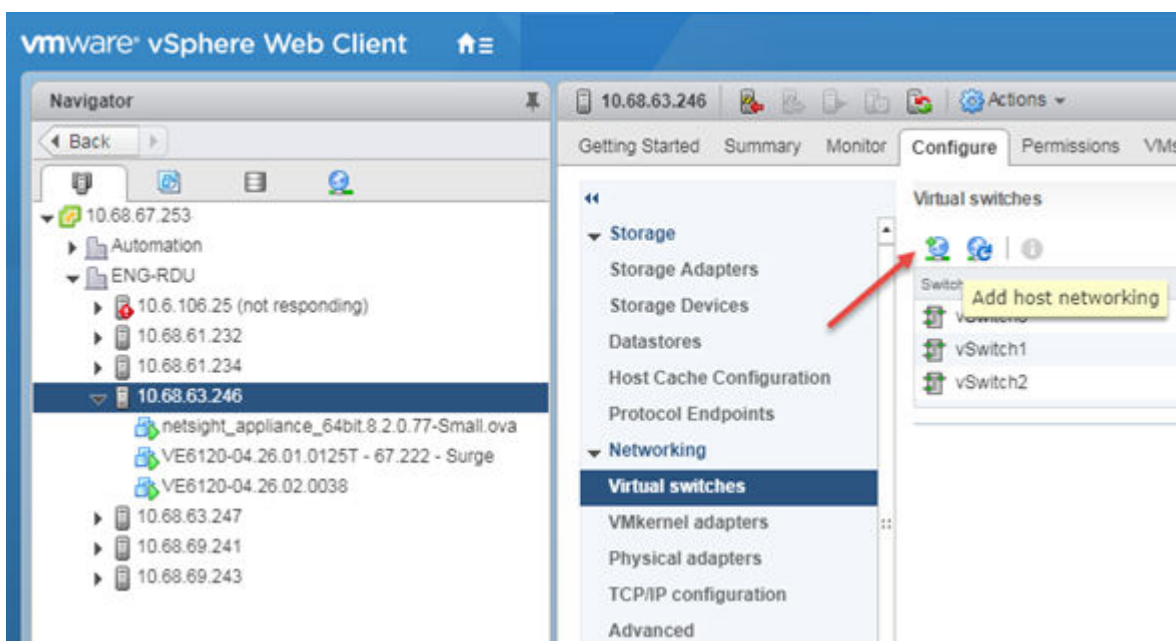 vmware® vSphere Web Client
Navigator
Back
10.68.67.253
Automation
ENG-RDU
10.6.106.25 (not responding)
10.68.61.232
10.68.61.234
10.68.63.246
netsight_appliance_64bit.8.2.0.77-Small.ova
VE6120-04.26.01.0125T - 67.222 - Surge
VE6120-04.26.02.0038
10.68.63.247
10.68.69.241
10.68.69.243
10.68.63.246
Actions
Getting Started Summary Monitor Configure Permissions VMs
Storage
Storage Adapters
Storage Devices
Datastores
Host Cache Configuration
Protocol Endpoints
Networking
Virtual switches
VMkernel adapters
Physical adapters
TCP/IP configuration
Advanced
Virtual switches
Add host networking
vSwitch1
vSwitch2